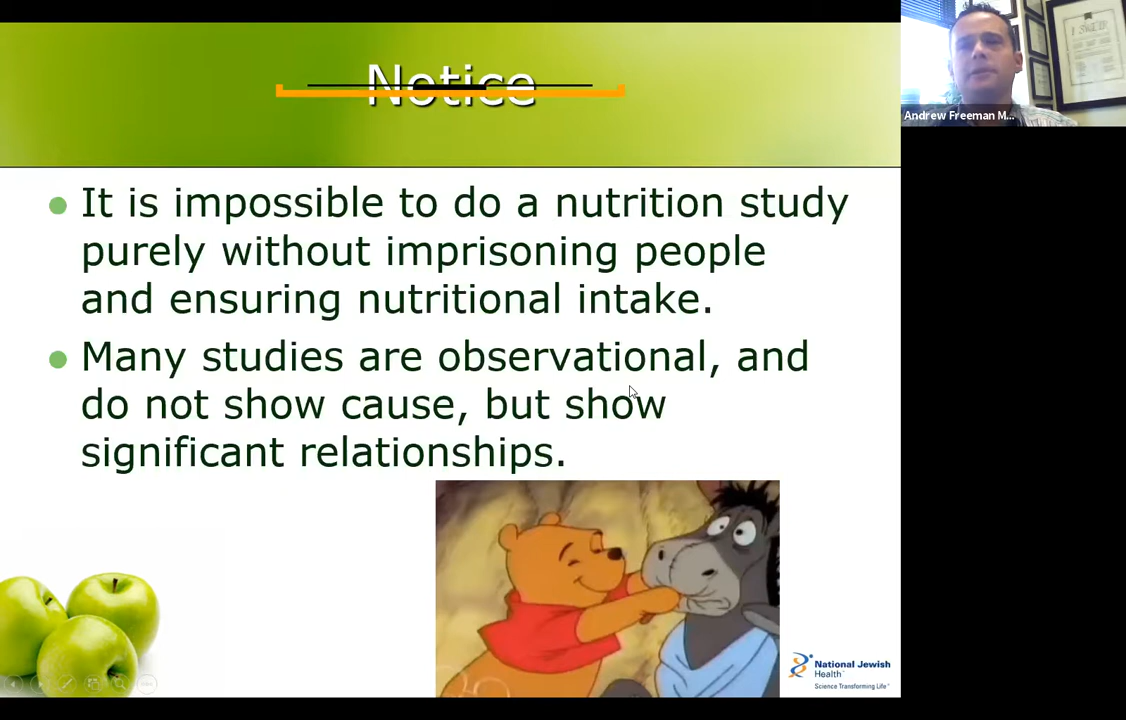 Notice
It is impossible to do a nutrition study
purely without imprisoning people
and ensuring nutritional intake.
Many studies are observational, and
do not show cause, but show
significant relationships.
National Jewish
Health™
Science Transforming Life®
Andrew Freeman M...